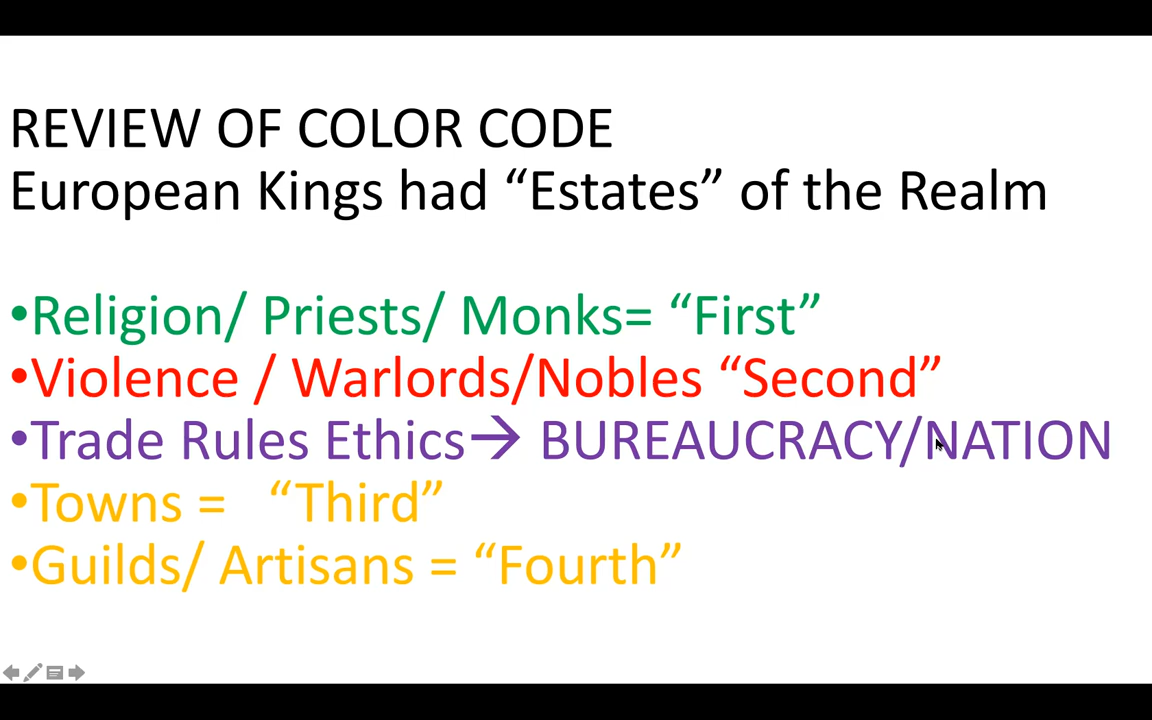 REVIEW OF COLOR CODE
European Kings had “Estates” of the Realm
•Religion/ Priests/ Monks= “First”
•Violence / Warlords/Nobles “Second”
•Trade Rules Ethics→ BUREAUCRACY/NATION
•Towns = “Third”
•Guilds/ Artisans = “Fourth”